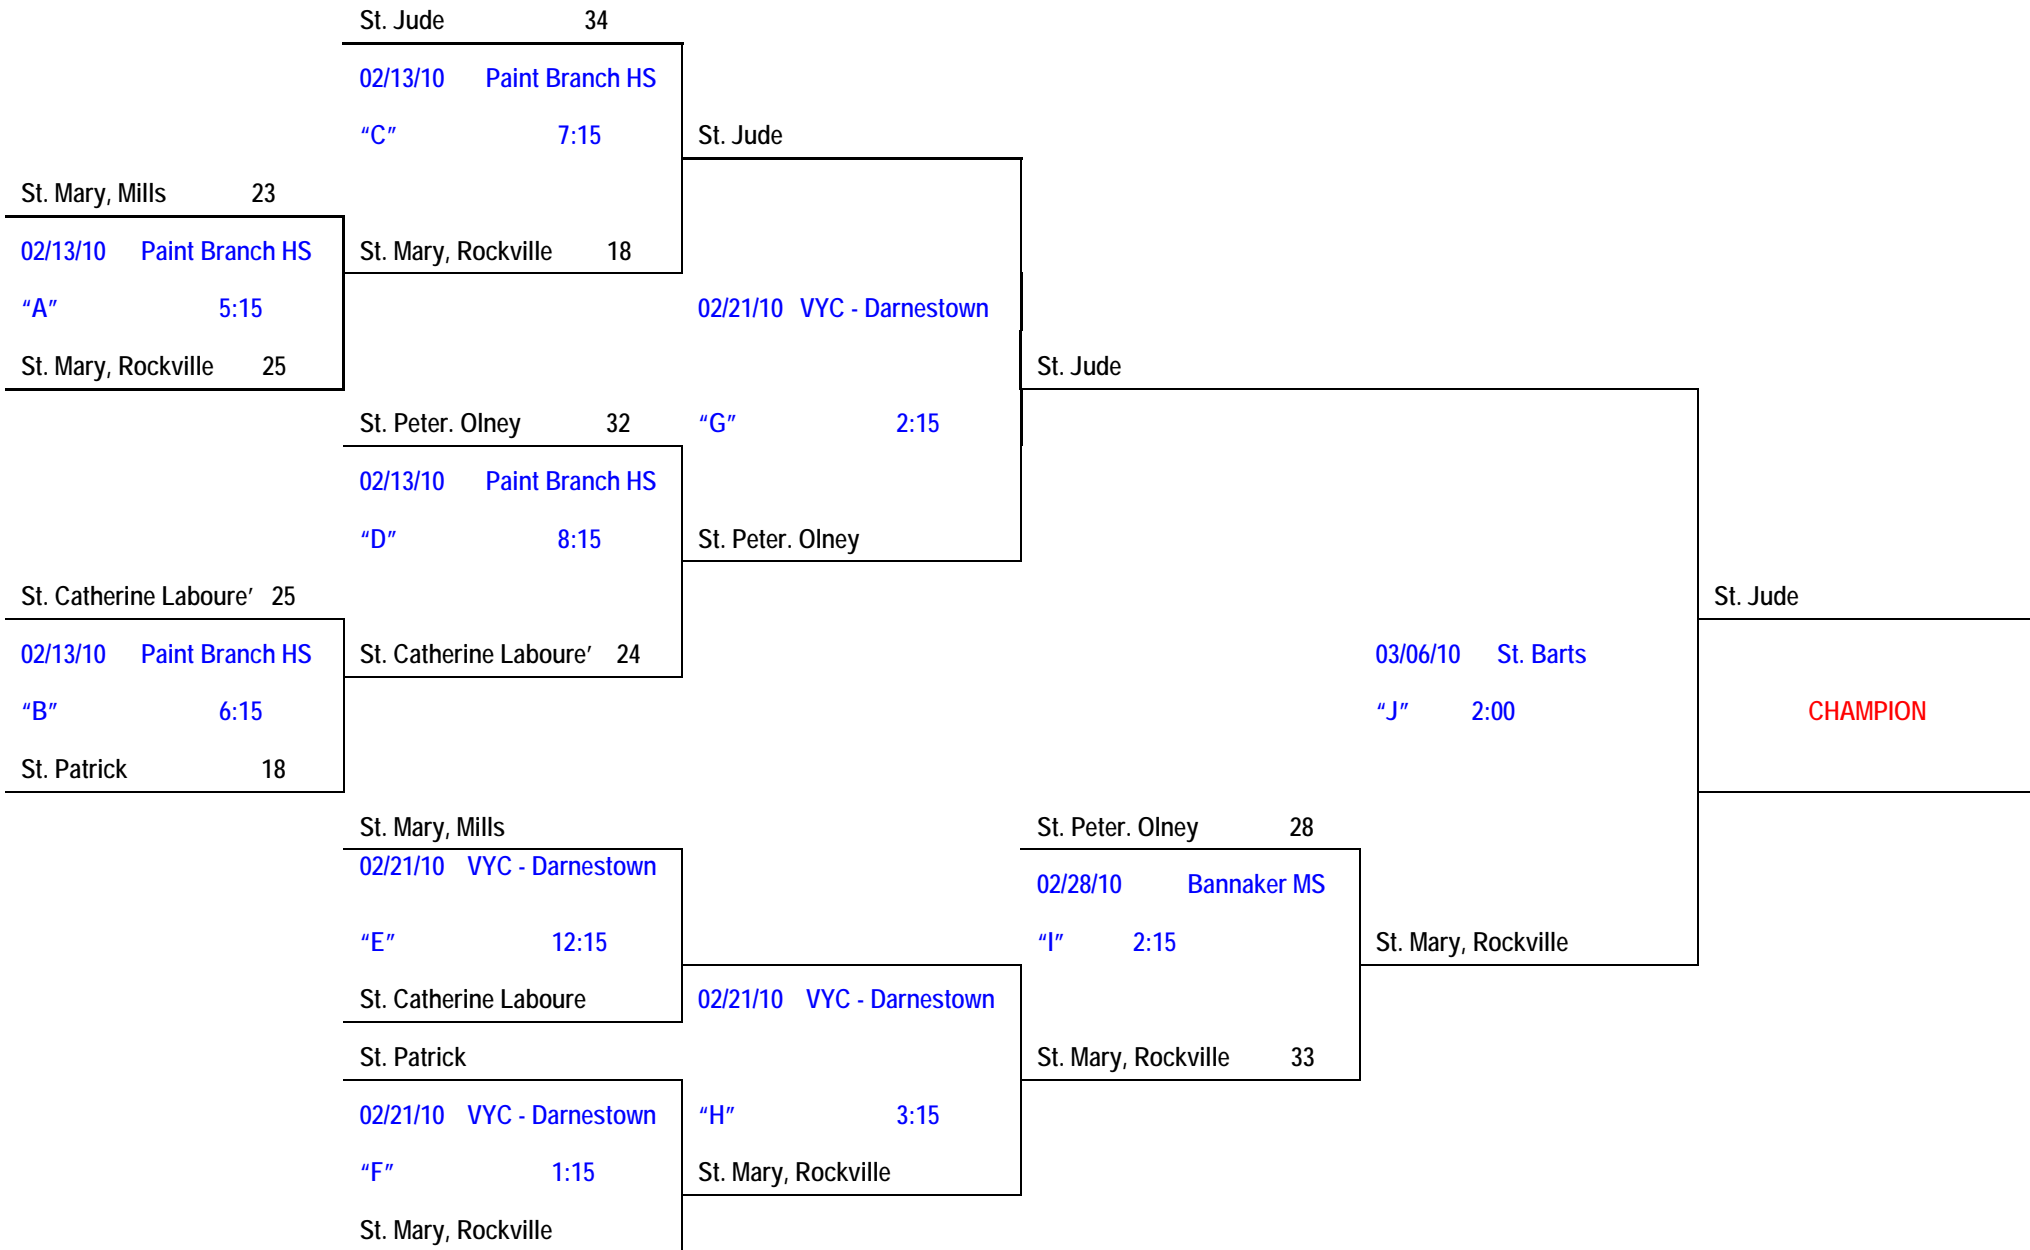 St. Jude 34
02/13/10 Paint Branch HS
“C” 7:15 St. Jude
St. Mary, Mills 23
02/13/10 Paint Branch HS St. Mary, Rockville 18
“A” 5:15 02/21/10 VYC - Darnestown
St. Mary, Rockville 25 St. Jude
St. Peter. Olney 32 “G” 2:15
02/13/10 Paint Branch HS
“D” 8:15 St. Peter. Olney
St. Catherine Laboure’ 25 St. Jude
02/13/10 Paint Branch HS St. Catherine Laboure’ 24 03/06/10 St. Barts
“B” 6:15 “J” 2:00 CHAMPION
St. Patrick 18
St. Mary, Mills St. Peter. Olney 28
02/21/10 VYC - Darnestown
02/28/10 Bannaker MS
“E” 12:15 “I” 2:15 St. Mary, Rockville
St. Catherine Laboure 02/21/10 VYC - Darnestown
St. Patrick St. Mary, Rockville 33
02/21/10 VYC - Darnestown “H” 3:15
“F” 1:15 St. Mary, Rockville
St. Mary, Rockville